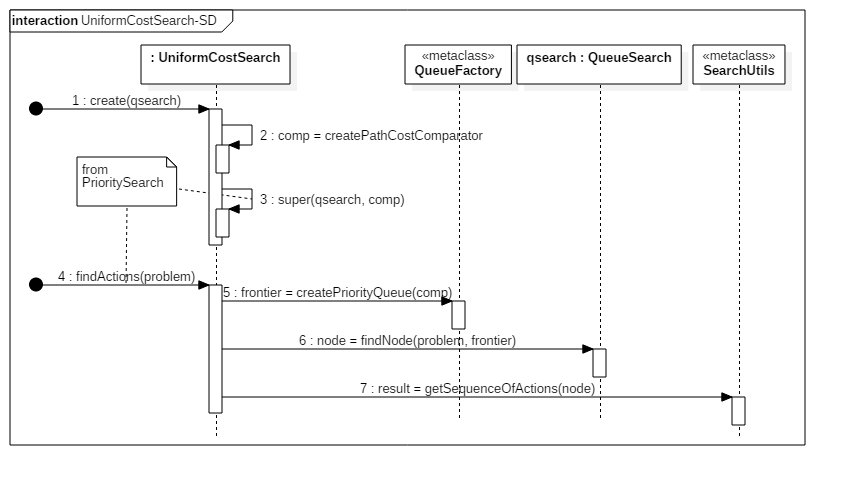 interaction UniformCostSearch-SD
: UniformCostSearch
«metaclass»
QueueFactory
qsearch : QueueSearch
«metaclass»
SearchUtils
1 : create(qsearch)
2 : comp = createPathCostComparator
from
PrioritySearch
3 : super(qsearch, comp)
4 : findActions(problem)
5 : frontier = createPriorityQueue(comp)
6 : node = findNode(problem, frontier)
7 : result = getSequenceOfActions(node)